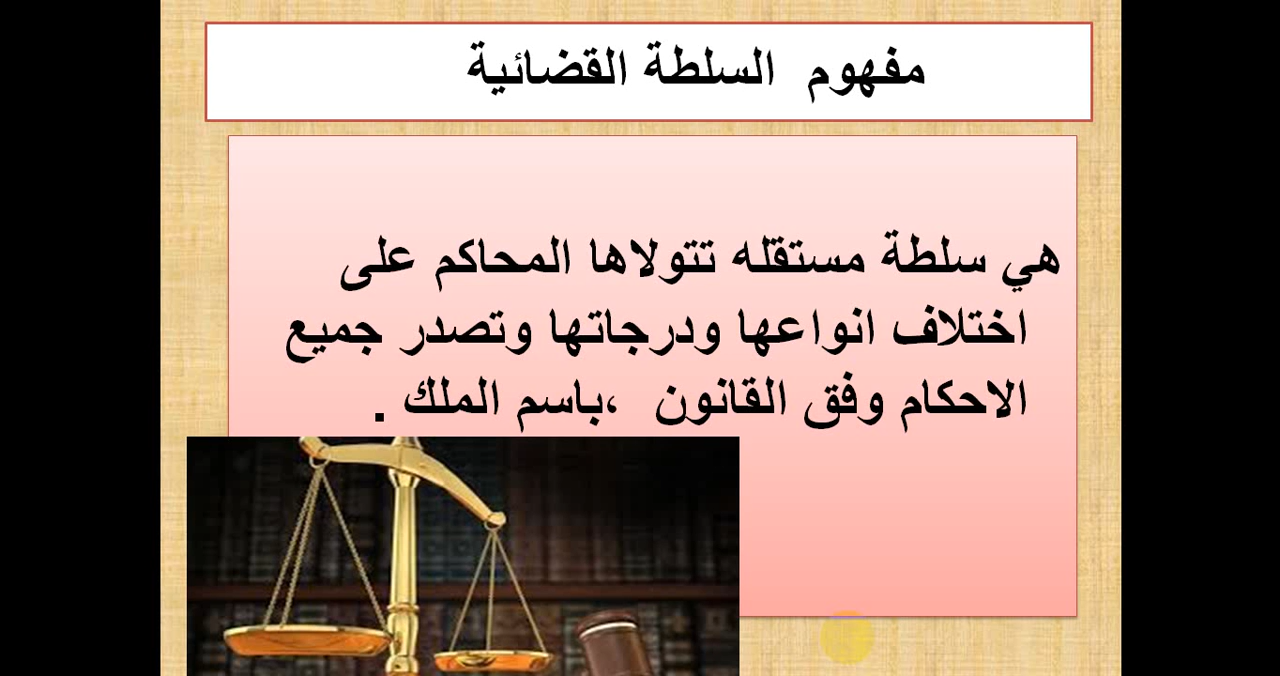 مفهوم السلطة القضائية
هي سلطة مستقله تتولاها المحاكم على
اختلاف انواعها ودرجاتها وتصدر جميع
الاحكام وفق القانون ،باسم الملك .